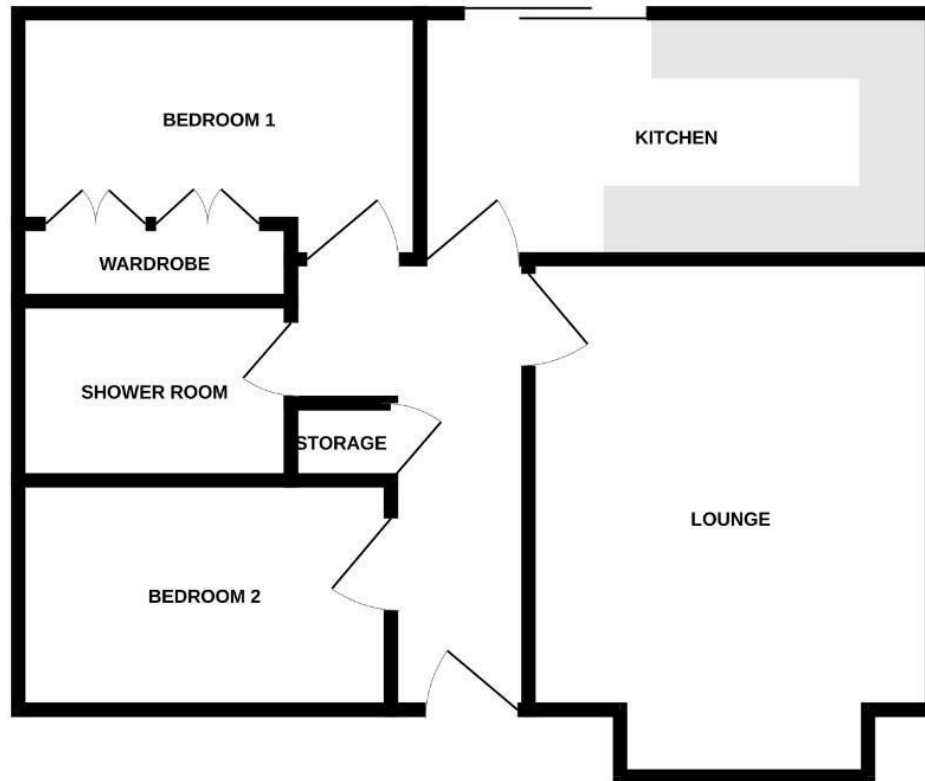 BEDROOM 1
KITCHEN
WARDROBE
SHOWER ROOM
STORAGE
LOUNGE
BEDROOM 2